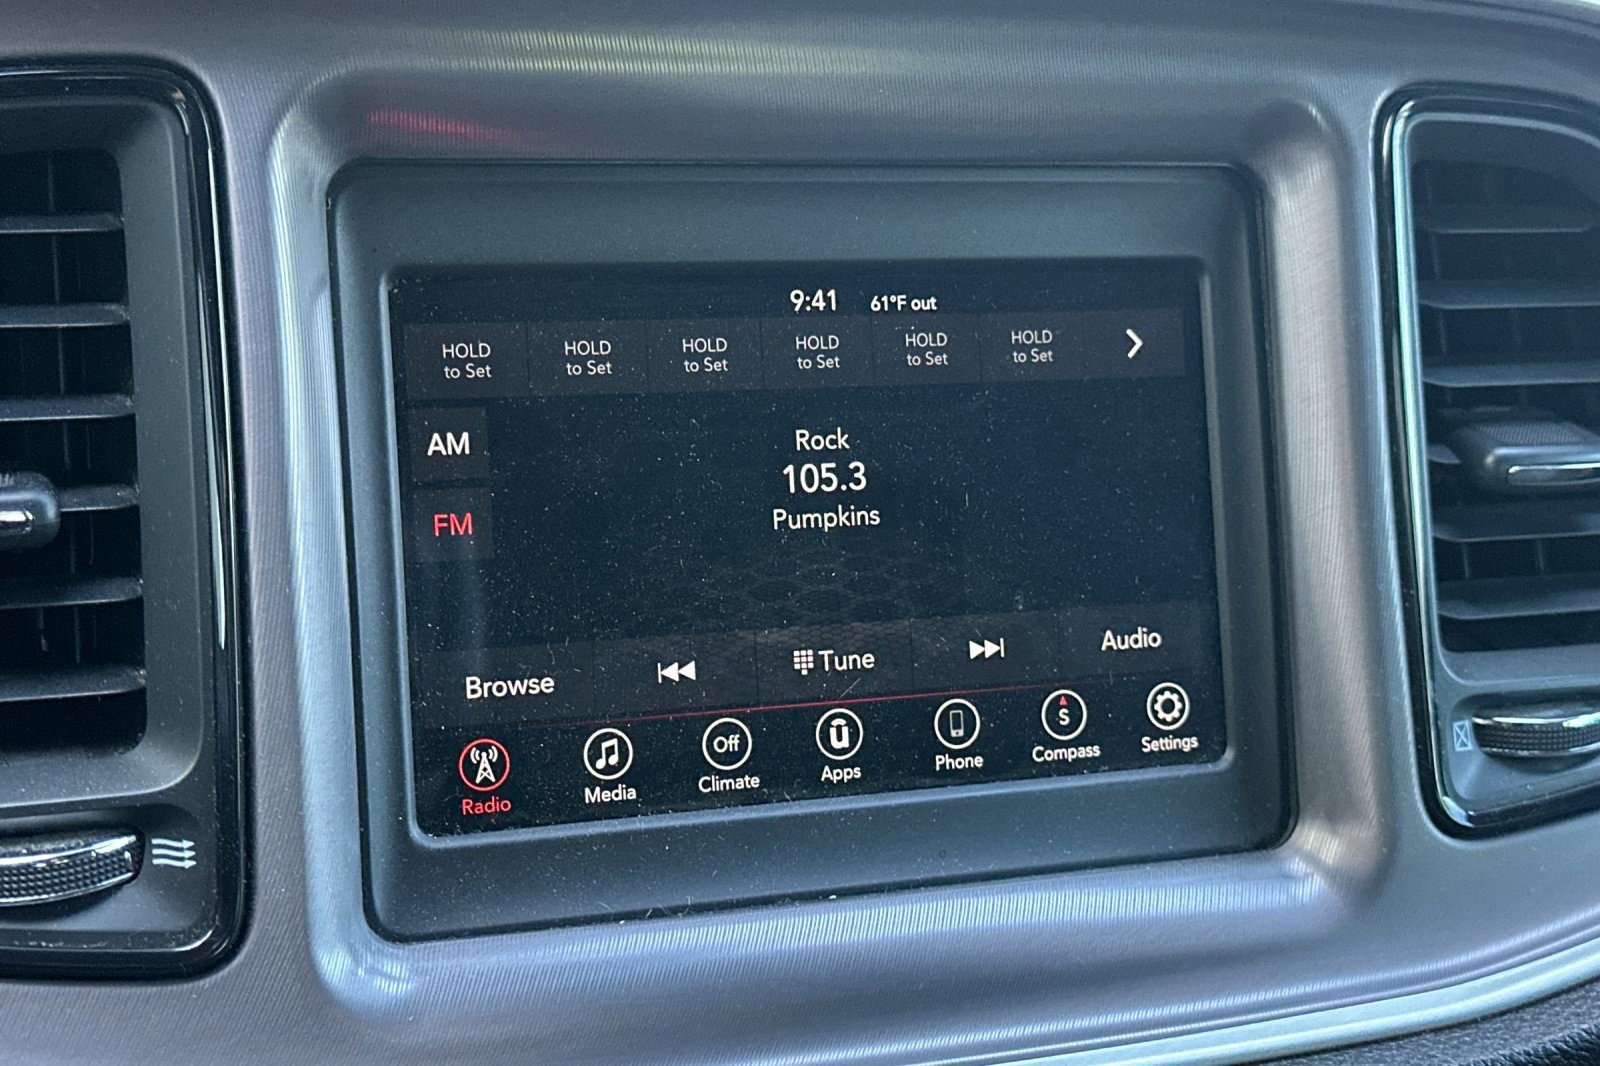 9:41 61°F out
HOLD HOLD HOLD HOLD HOLD HOLD
to Set to Set to Set to Set to Set to Set
AM
Rock
105.3
FM
Pumpkins
Browse Tune Audio
Off S
Radio Media Climate Apps Phone Compass Settings